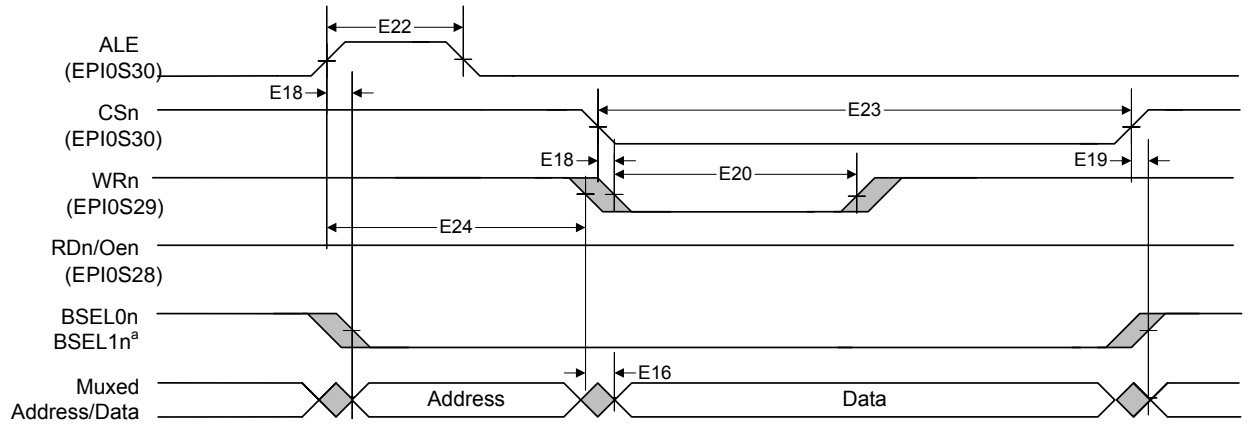 E22
ALE
(EPI0S30)
E18
CSn
(EPI0S30)
E23
E18
E19
WRn
(EPI0S29)
E20
E24
RDn/Oen
(EPI0S28)
BSEL0n
BSEL1nª
E16
Muxed
Address/Data
Address
Data